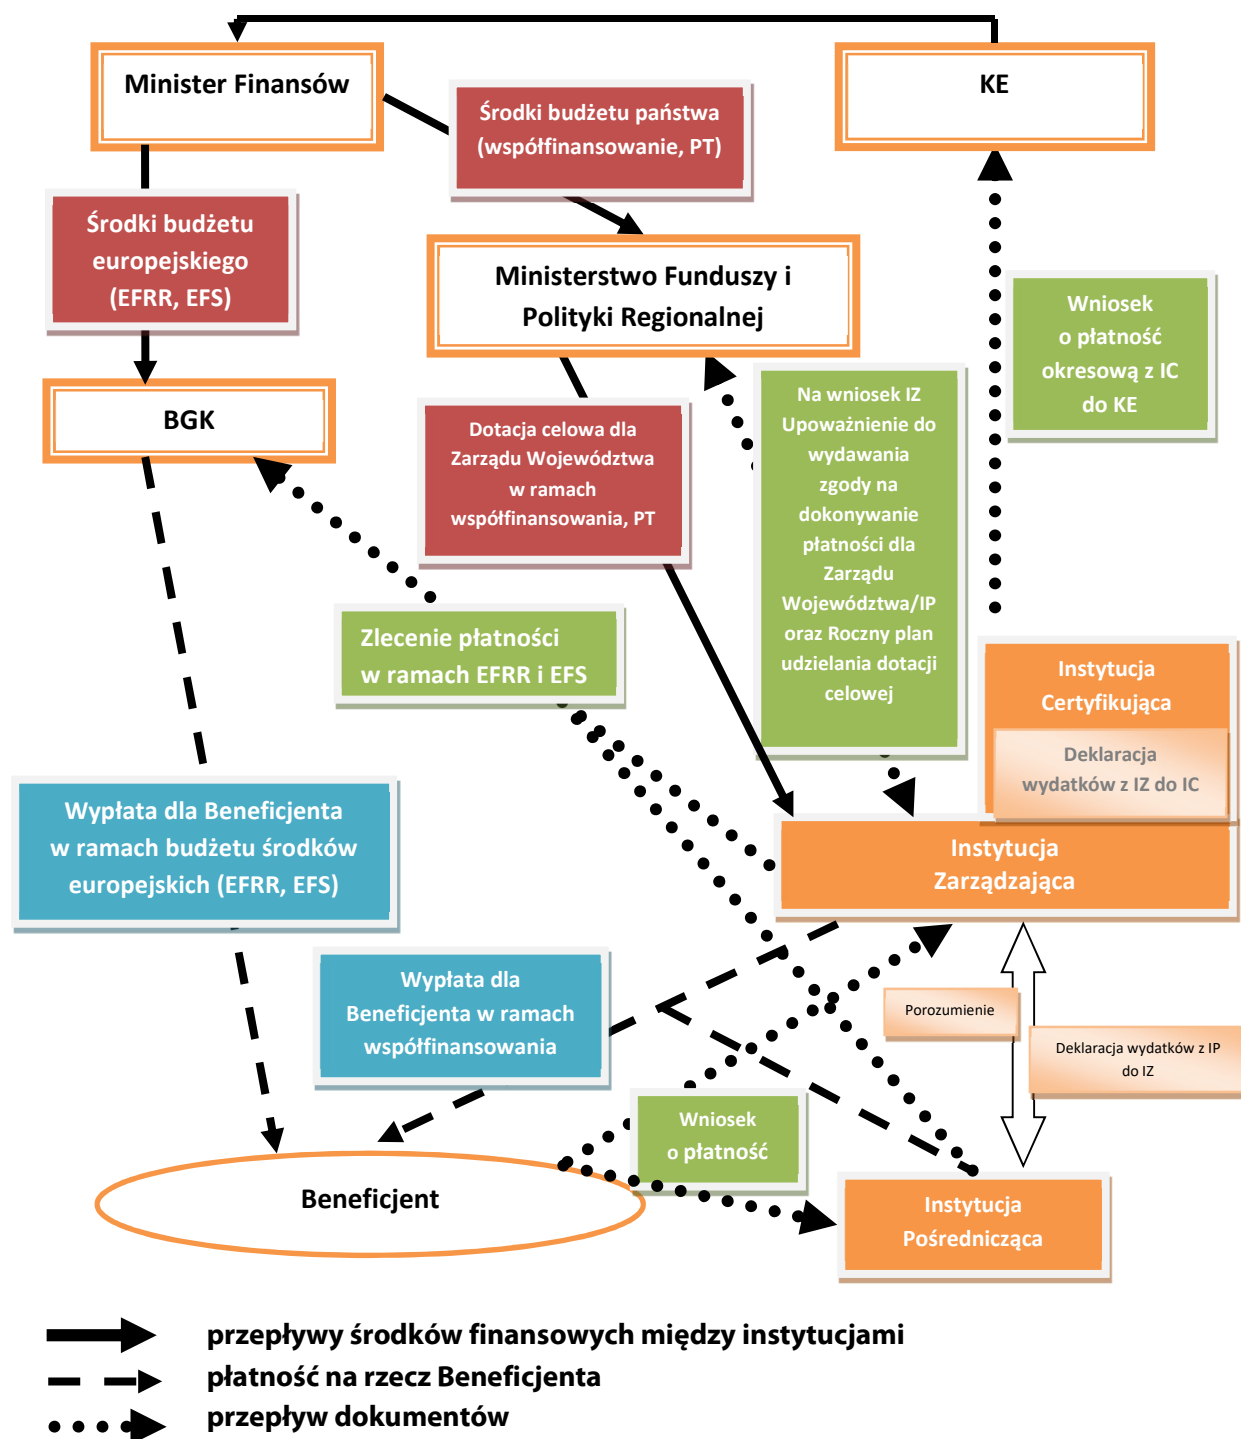 Minister Finansów
KE
Środki budżetu państwa
(współfinansowanie, PT)
Środki budżetu
europejskiego
(EFRR, EFS)
Ministerstwo Funduszy i
Polityki Regionalnej
Wniosek
o płatność
okresową z IC
do KE
BGK
Dotacja celowa dla
Zarządu Województwa
w ramach
współfinansowania, PT
Na wniosek IZ
Upoważnienie do
wydawania
zgody na
dokonywanie
płatności dla
Zarządu
Województwa/IP
oraz Roczny plan
udzielania dotacji
celowej
Zlecenie płatności
w ramach EFRR i EFS
Instytucja
Certyfikująca
Deklaracja
wydatków z IZ do IC
Wypłata dla Beneficjenta
w ramach budżetu środków
europejskich (EFRR, EFS)
Instytucja
Zarządzająca
Wypłata dla
Beneficjenta w ramach
współfinansowania
Porozumienie
Deklaracja wydatków z IP
do IZ
Wniosek
o płatność
Beneficjent
Instytucja
Pośrednicząca
przepływy środków finansowych między instytucjami
płatność na rzecz Beneficjenta
przepływ dokumentów